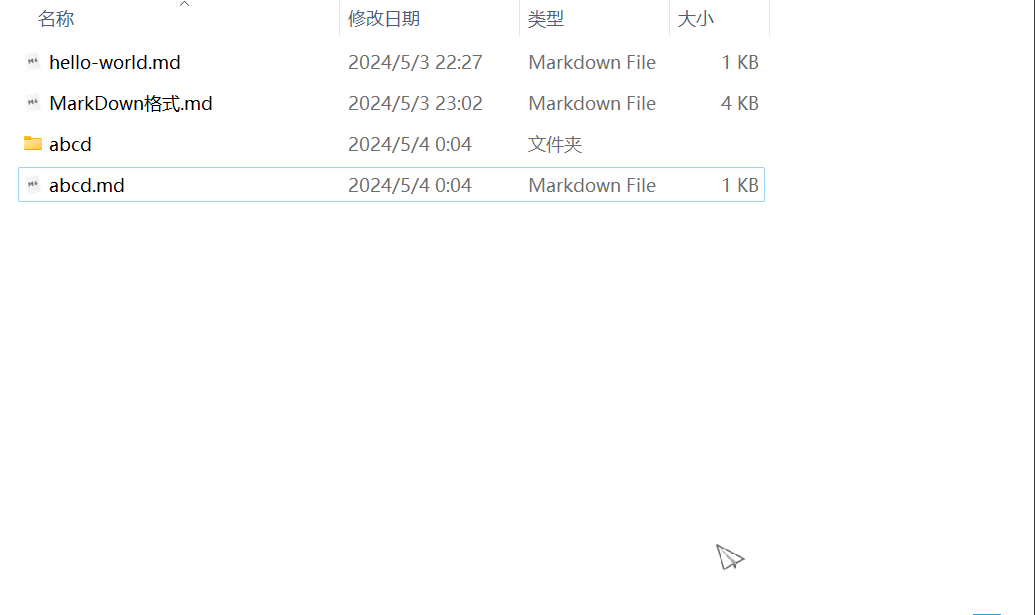 名称 修改日期 类型 大小
hello-world.md 2024/5/3 22:27 Markdown File 1 KB
MarkDown格式.md 2024/5/3 23:02 Markdown File 4 KB
abcd 2024/5/4 0:04 文件夹
abcd.md 2024/5/4 0:04 Markdown File 1 KB